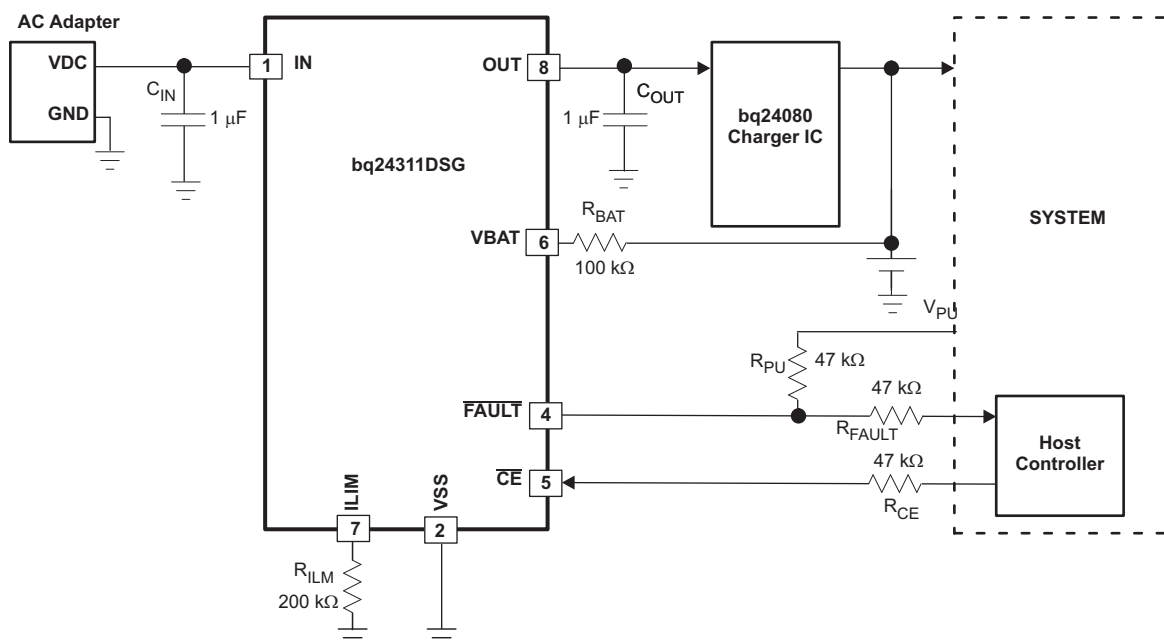 AC Adapter
VDC
GND
C_IN
1 μF
1
IN
OUT
8
bq24311DSG
C_OUT
1 μF
bq24080
Charger IC
SYSTEM
VBAT
6
R_BAT
100 kΩ
V_PU
R_PU
47 kΩ
FAULT
4
47 kΩ
R_FAULT
Host
Controller
CE
5
47 kΩ
R_CE
ILIM
7
VSS
2
R_ILM
200 kΩ